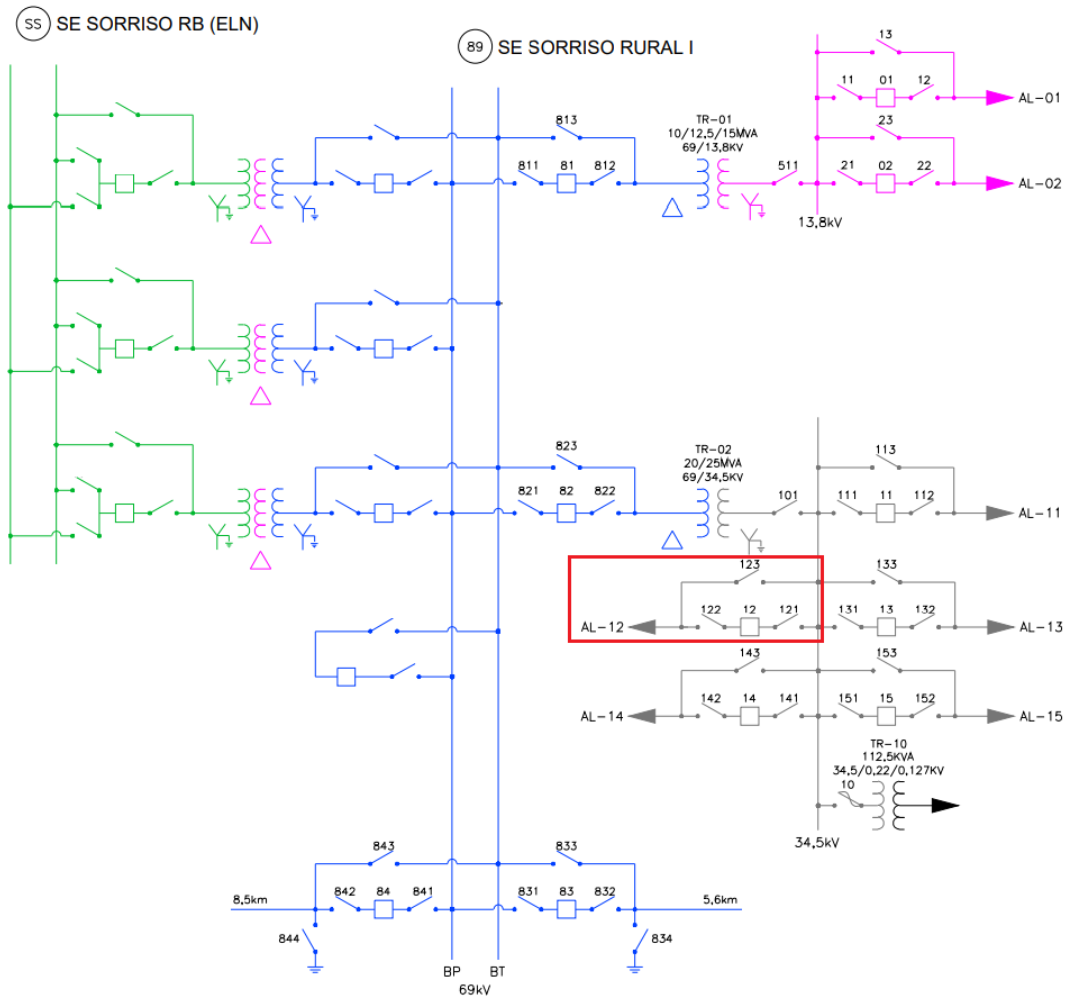 SS SE SORRISO RB (ELN)
89 SE SORRISO RURAL I
13
11 01 12
AL-01
23
21 02 22
AL-02
13,8kV
TR-01
10/12,5/15MVA
69/13,8KV
511
813
811 81 812
823
821 82 822
TR-02
20/25MVA
69/34,5KV
101
113
111 11 112
AL-11
123
122 12 121
AL-12
133
131 13 132
AL-13
143
142 14 141
AL-14
153
151 15 152
AL-15
TR-10
112,5KVA
34,5/0,22/0,127KV
10
34,5kV
843
842 84 841
8,5km
844
833
831 83 832
5,6km
834
BP BT
69kV